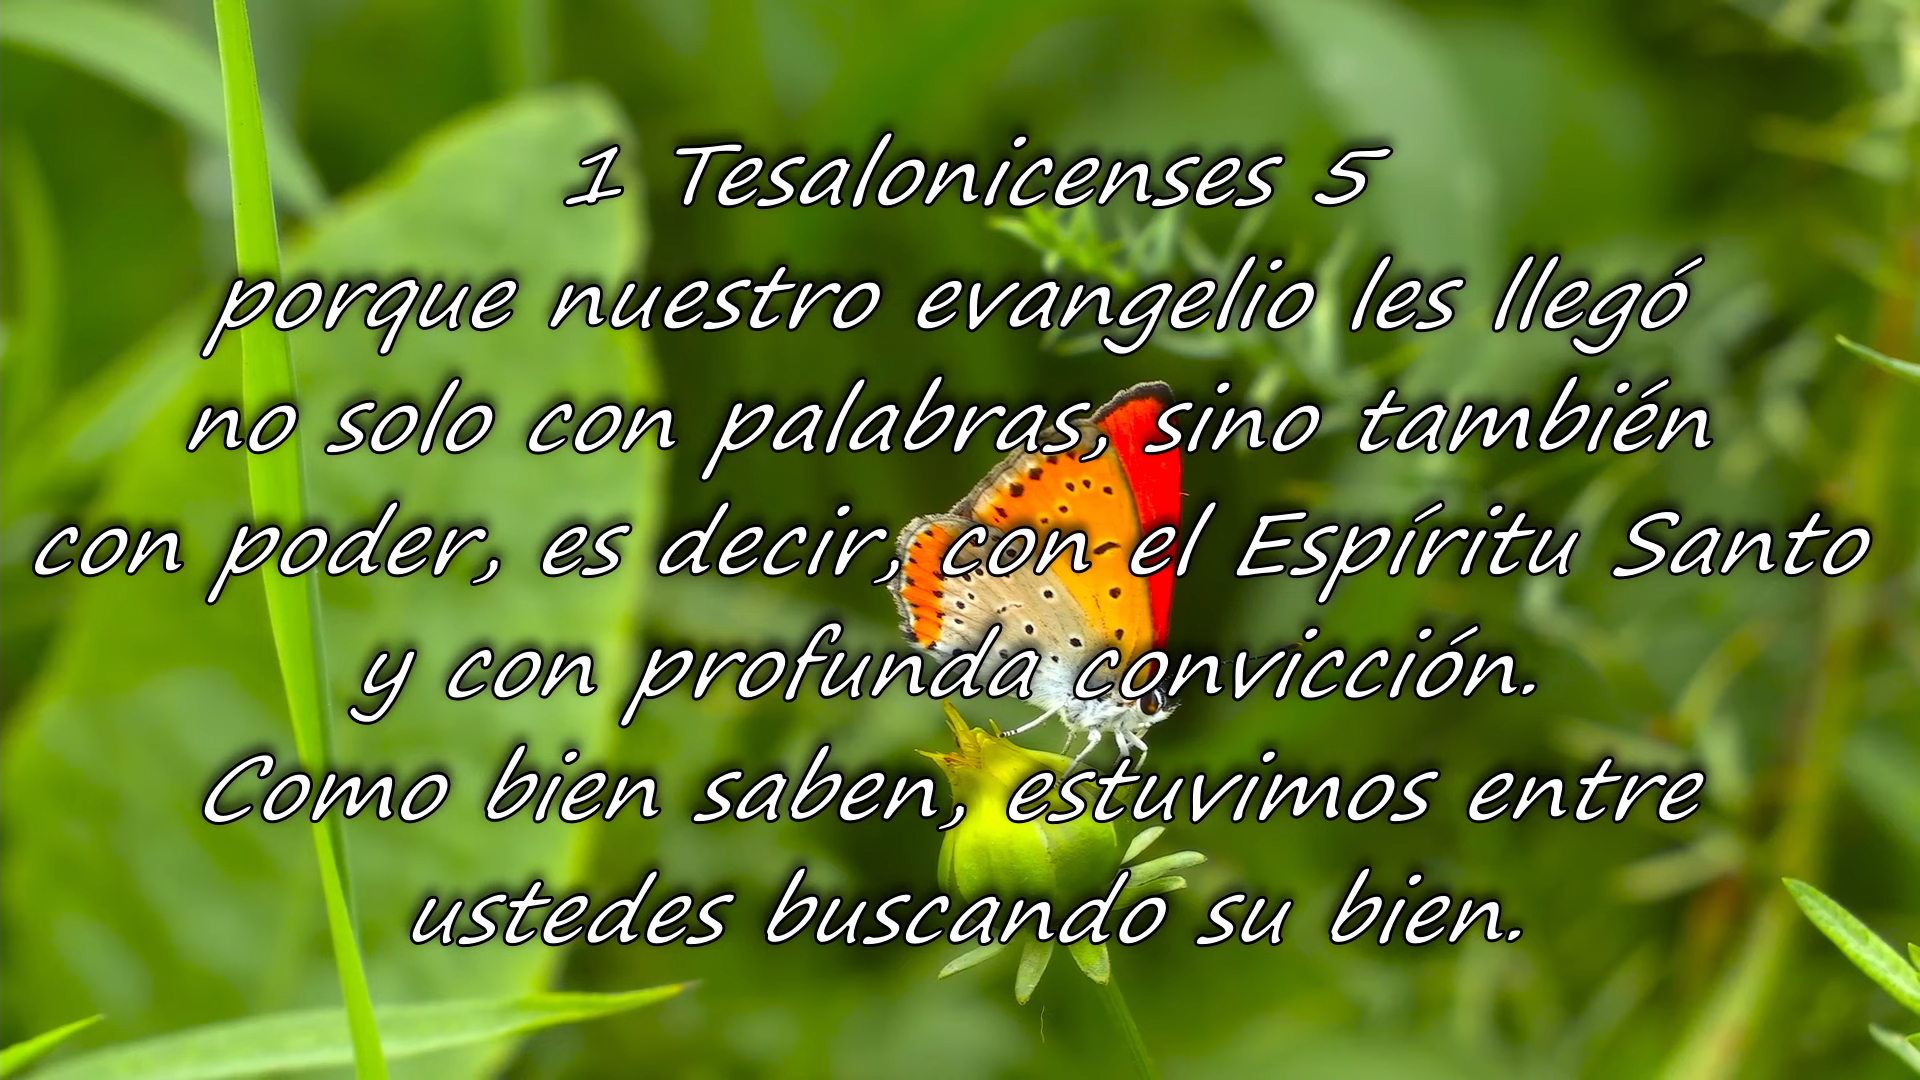 1 Tesalonicenses 5
porque nuestro evangelio les llegó
no solo con palabras, sino también
con poder, es decir, con el Espíritu Santo
y con profunda convicción.
Como bien saben, estuvimos entre
ustedes buscando su bien.